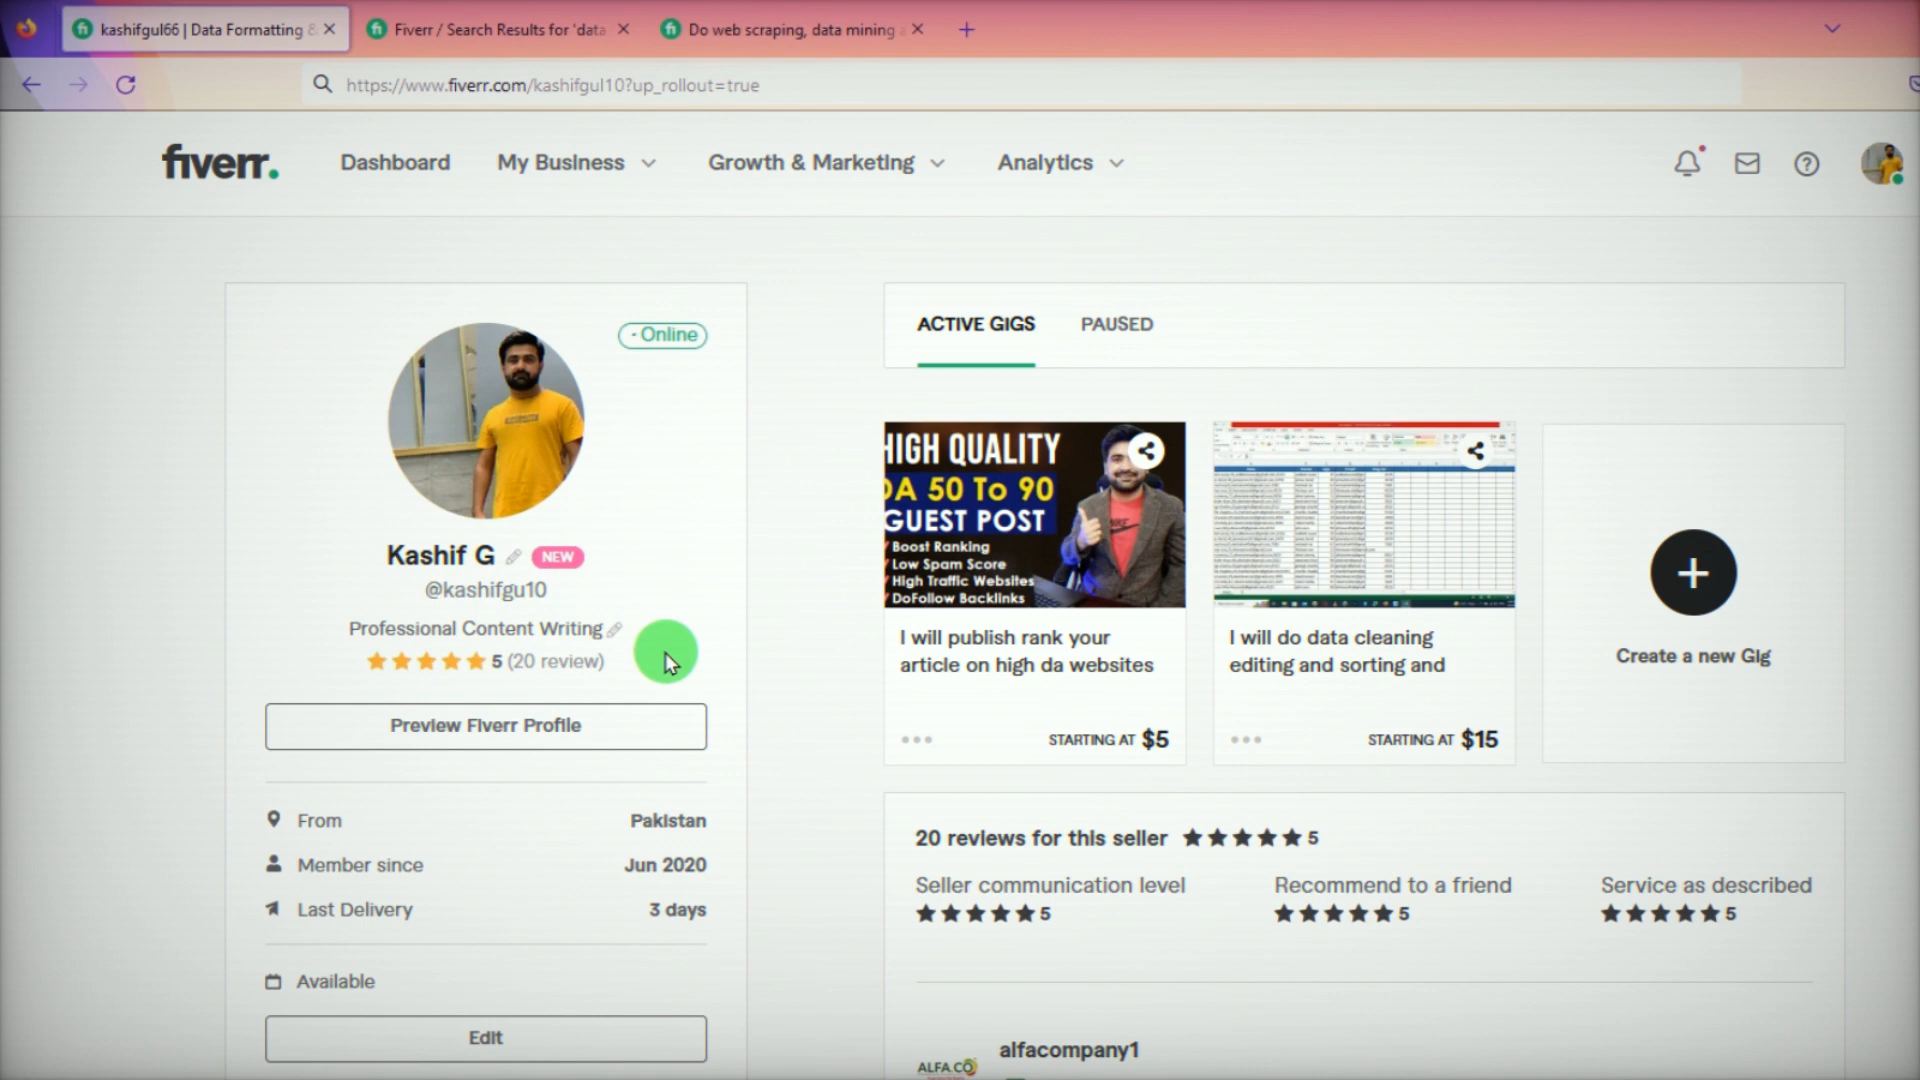 kashifgul66 | Data Formatting &
Fiverr / Search Results for 'data
Do web scraping, data mining a
https://www.fiverr.com/kashifgul10?up_rollout=true
fiverr.
Dashboard
My Business
Growth & Marketing
Analytics
- Online
Kashif G
NEW
@kashifgu10
Professional Content Writing
5 (20 review)
Preview Fiverr Profile
From
Pakistan
Member since
Jun 2020
Last Delivery
3 days
Available
Edit
ACTIVE GIGS
PAUSED
HIGH QUALITY
DA 50 To 90
GUEST POST
Boost Ranking
Low Spam Score
High Traffic Websites
DoFollow Backlinks
I will publish rank your
article on high da websites
STARTING AT $5
I will do data cleaning
editing and sorting and
STARTING AT $15
Create a new Gig
20 reviews for this seller
5
Seller communication level
5
Recommend to a friend
5
Service as described
5
alfacompany1
ALFA.CO